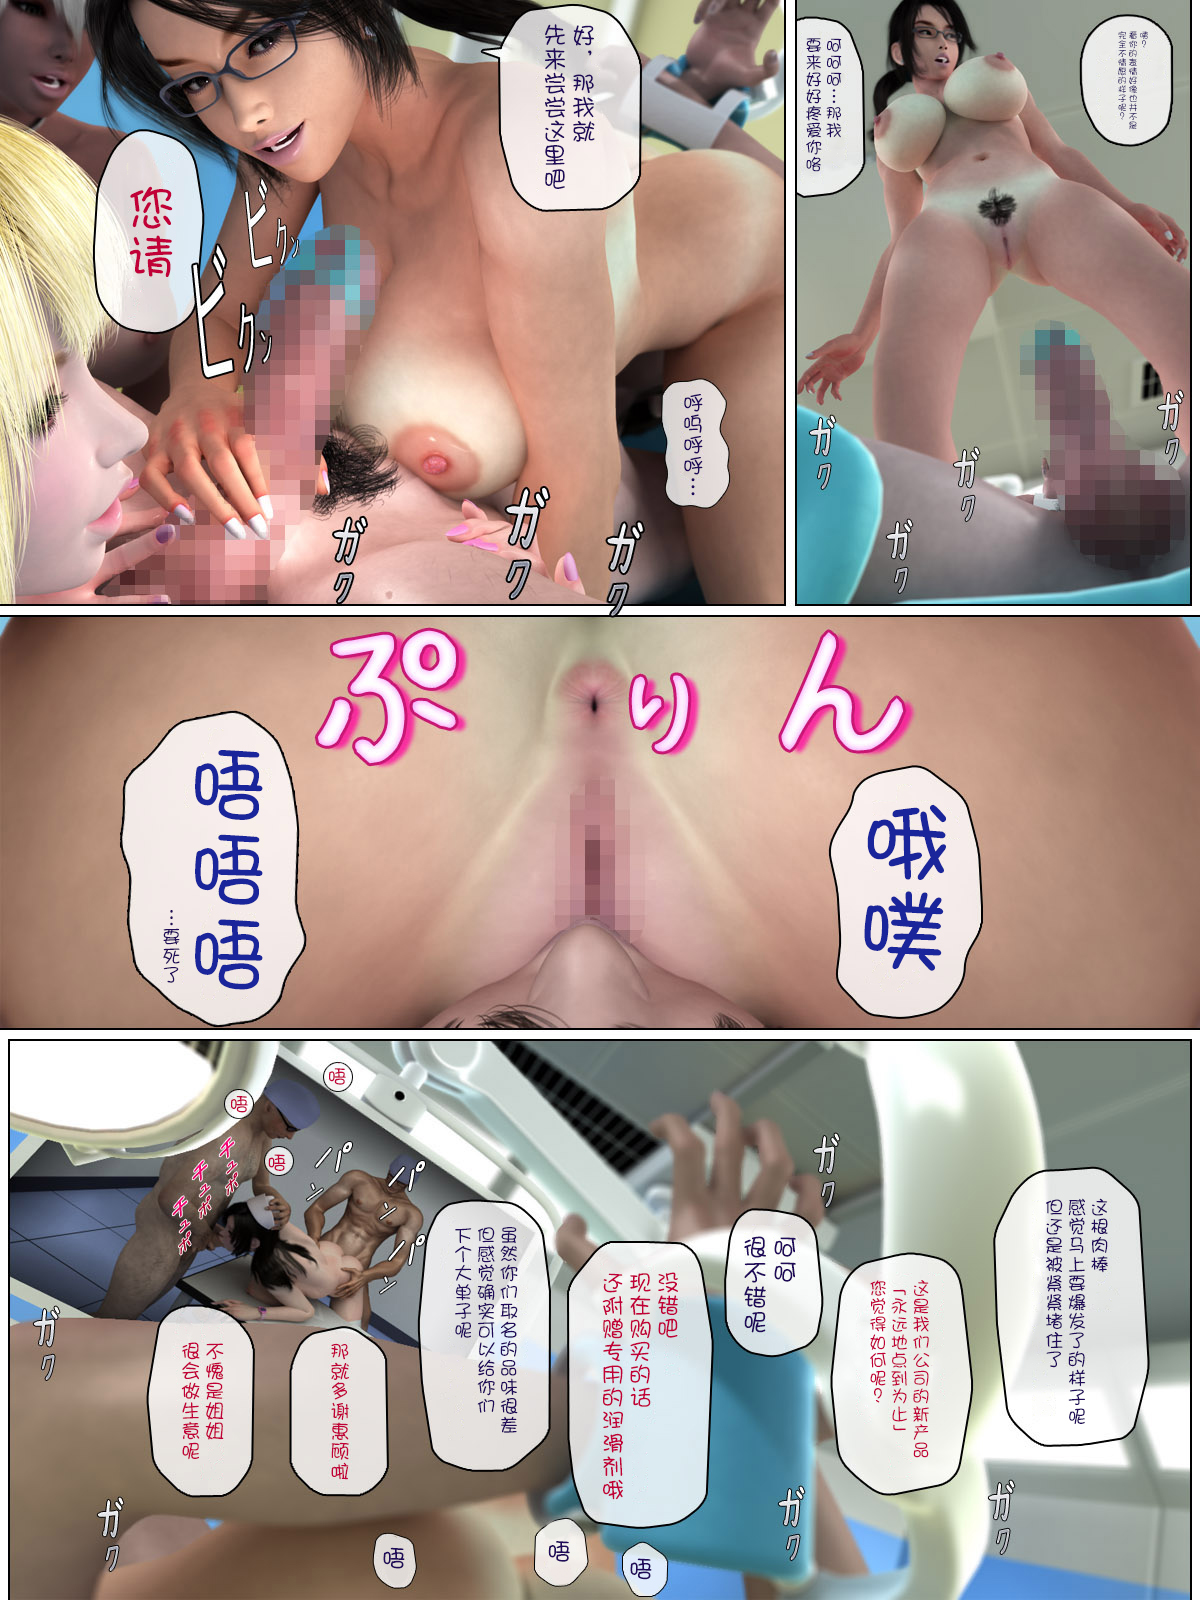 嗯?
看你的表情好像也并不是
完全不情愿的样子呢?
呵呵呵…那我
要来好好疼爱你咯
ガク
ガク
ガク
ガク
好,那我就
先来尝尝这里吧
您请
ビクン
ビクン
呼呜呼呼…
ガク
ガク
ガク
ぷりん
哦噗
唔唔唔
…要死了
这根肉棒
感觉马上要爆发了的样子呢
但还是被紧紧堵住了
这是我们公司的新产品
「永远地点到为止」
您觉得如何呢?
呵呵
很不错呢
没错吧
现在购买的话
还附赠专用的润滑剂哦
虽然你们取名的品味很差
但感觉确实可以给你们
下个大单子呢
那就多谢惠顾啦
不愧是姐姐
很会做生意呢
唔
唔
唔
チュポ
チュポ
チュポ
パン
パン
パン
パン
ガク
ガク
ガク
ガク
ガク
唔
唔
唔